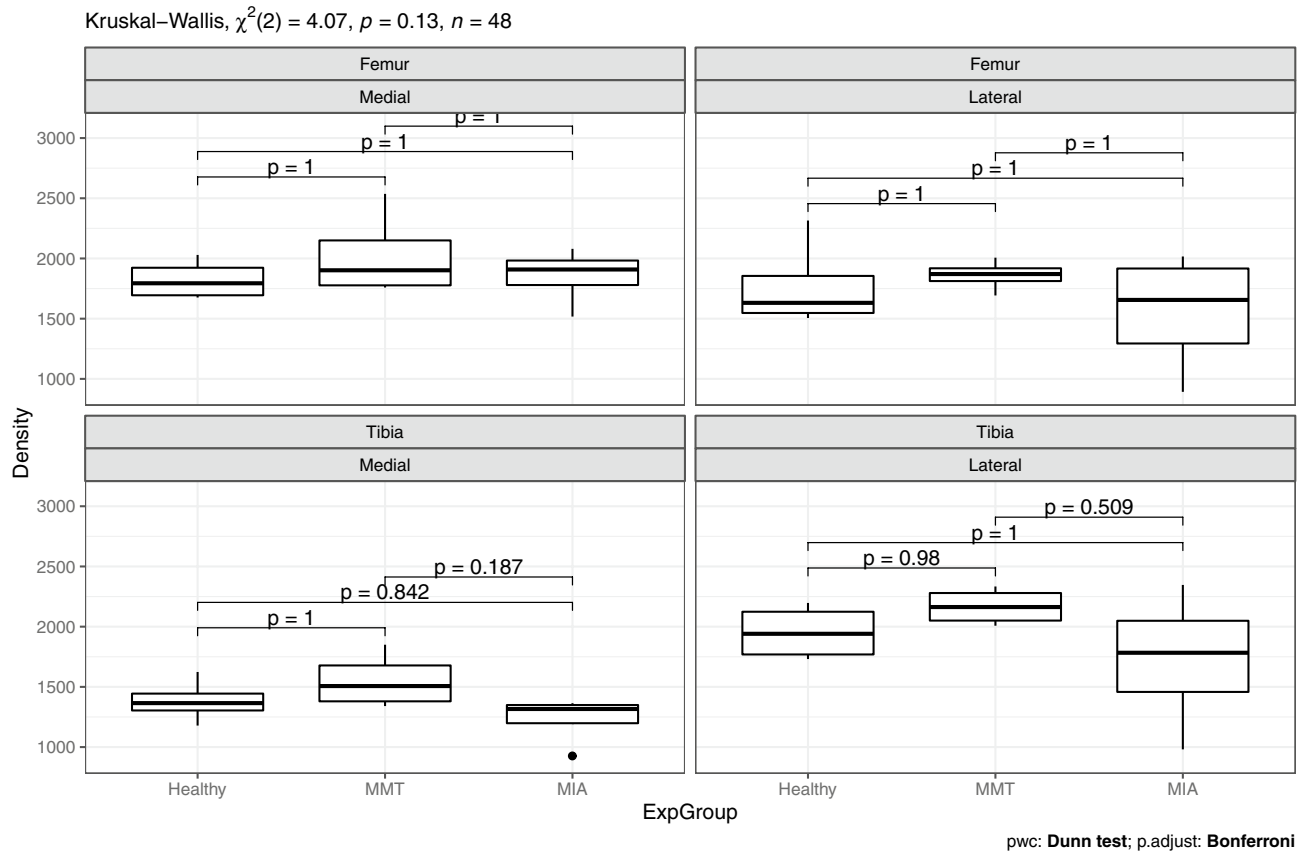 Kruskal–Wallis, χ²(2) = 4.07, p = 0.13, n = 48
Femur
Medial
Femur
Lateral
p = 1
p = 1
p = 1
p = 1
p = 1
p = 1
3000
2500
2000
1500
1000
Density
Tibia
Medial
Tibia
Lateral
p = 0.187
p = 0.842
p = 1
p = 0.509
p = 1
p = 0.98
3000
2500
2000
1500
1000
Healthy MMT MIA
Healthy MMT MIA
ExpGroup
pwc: Dunn test; p.adjust: Bonferroni